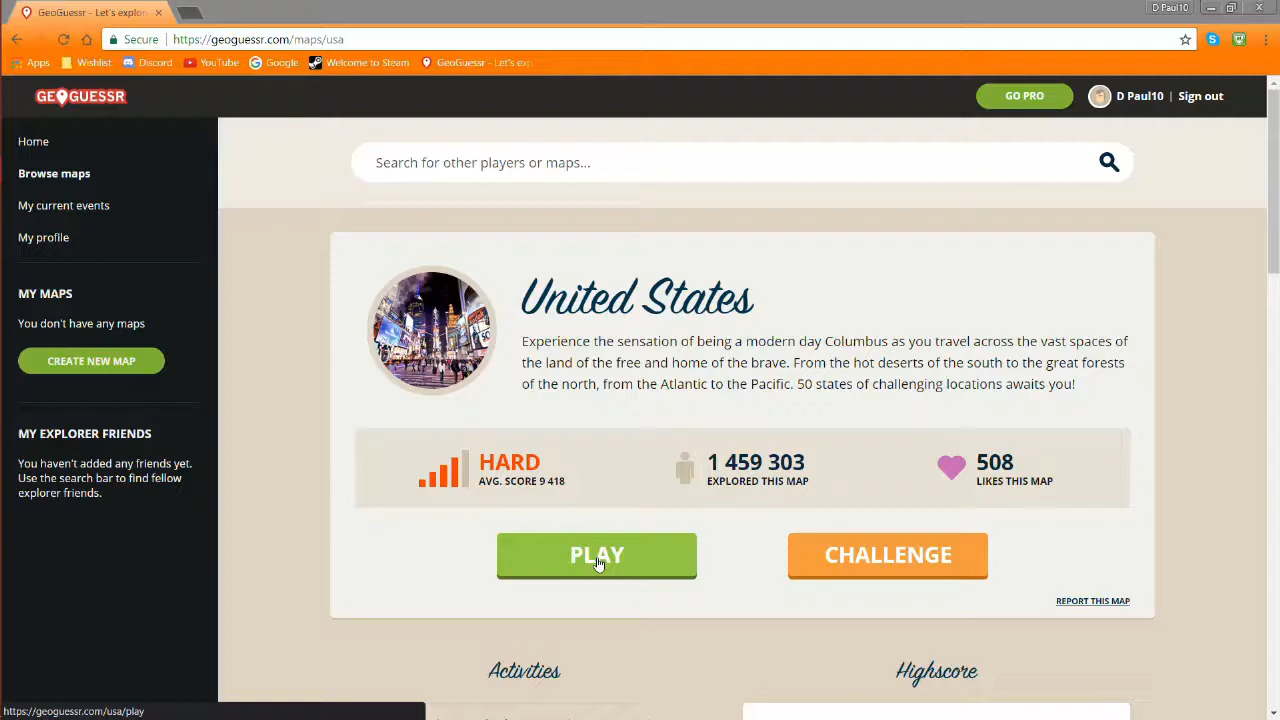 GeoGuessr - Let's explor
D Paul10
Secure
https://geoguessr.com/maps/usa
Apps
Wishlist
Discord
YouTube
Google
Welcome to Steam
GeoGuessr - Let's exp
GEOGUESSR
GO PRO
D Paul10 | Sign out
Home
Browse maps
My current events
My profile
MY MAPS
You don't have any maps
CREATE NEW MAP
MY EXPLORER FRIENDS
You haven't added any friends yet.
Use the search bar to find fellow
explorer friends.
Search for other players or maps...
United States
Experience the sensation of being a modern day Columbus as you travel across the vast spaces of
the land of the free and home of the brave. From the hot deserts of the south to the great forests
of the north, from the Atlantic to the Pacific. 50 states of challenging locations awaits you!
HARD
AVG. SCORE 9 418
1 459 303
EXPLORED THIS MAP
508
LIKES THIS MAP
PLAY
CHALLENGE
REPORT THIS MAP
Activities
Highscore
https://geoguessr.com/usa/play